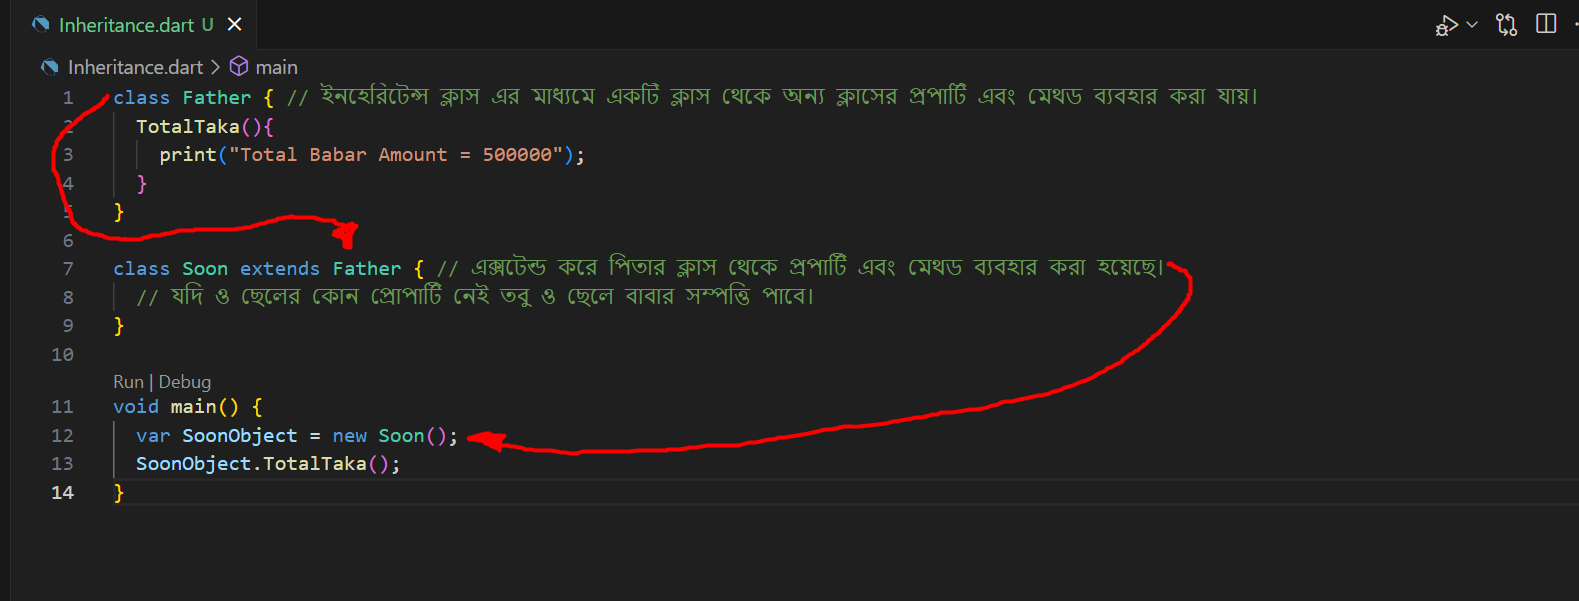 Inheritance.dart U
Inheritance.dart > main
1 class Father { // ইনহেরিটেন্স ক্লাস এর মাধ্যমে একটি ক্লাস থেকে অন্য ক্লাসের প্রপার্টি এবং মেথড ব্যবহার করা যায়।
2 TotalTaka(){
3 print("Total Babar Amount = 500000");
4 }
5 }
6
7 class Soon extends Father { // এক্সটেন্ড করে পিতার ক্লাস থেকে প্রপার্টি এবং মেথড ব্যবহার করা হয়েছে।
8 // যদি ও ছেলের কোন প্রোপার্টি নেই তবু ও ছেলে বাবার সম্পত্তি পাবে।
9 }
10
Run | Debug
11 void main() {
12 var SoonObject = new Soon();
13 SoonObject.TotalTaka();
14 }